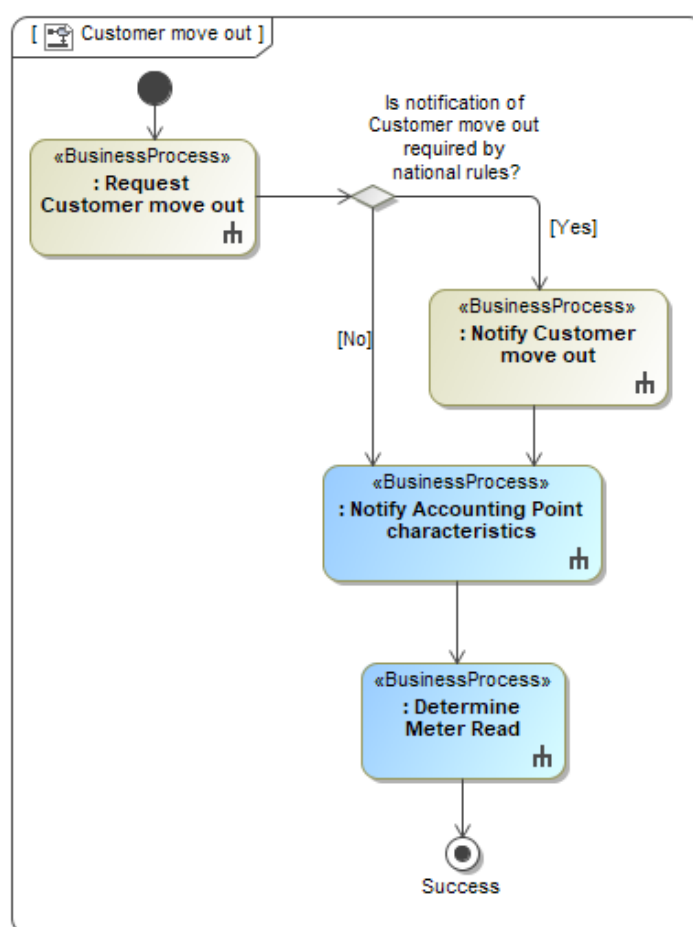 [ Customer move out ]
Is notification of
Customer move out
required by
national rules?
«BusinessProcess»
: Request
Customer move out
[Yes]
«BusinessProcess»
: Notify Customer
move out
[No]
«BusinessProcess»
: Notify Accounting Point
characteristics
«BusinessProcess»
: Determine
Meter Read
Success